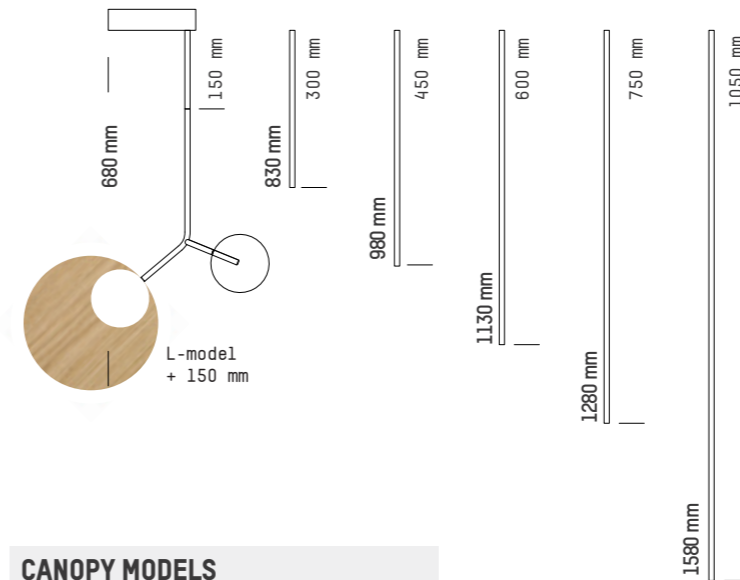 150 mm
300 mm
450 mm
600 mm
750 mm
1050 mm
680 mm
830 mm
980 mm
1130 mm
1280 mm
1580 mm
L-model
+ 150 mm
CANOPY MODELS